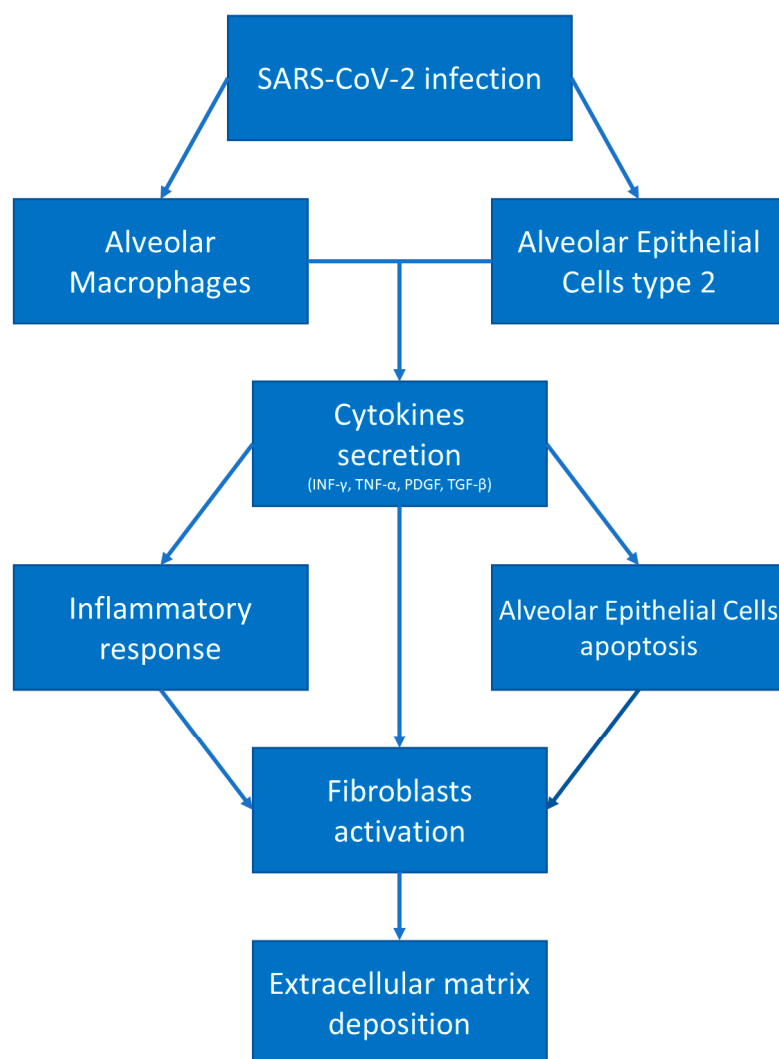 SARS-CoV-2 infection
Alveolar
Macrophages
Alveolar Epithelial
Cells type 2
Cytokines
secretion
(INF-γ, TNF-α, PDGF, TGF-β)
Inflammatory
response
Alveolar Epithelial Cells
apoptosis
Fibroblasts
activation
Extracellular matrix
deposition